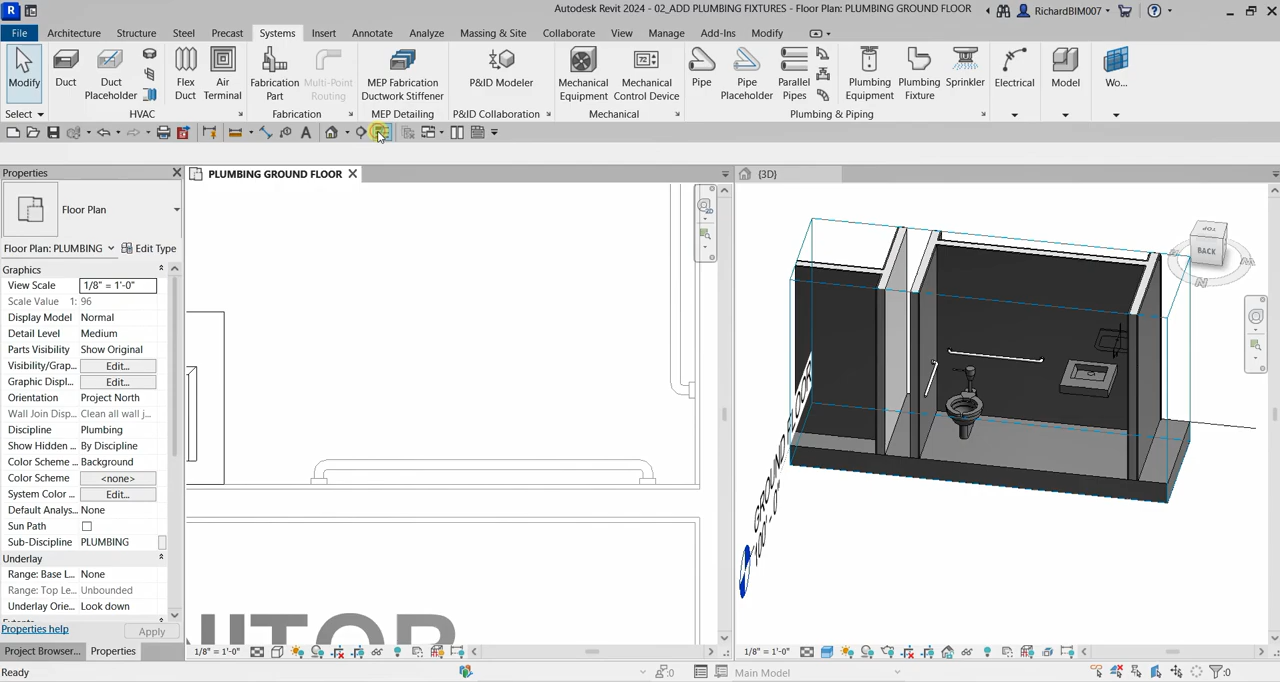 R
Autodesk Revit 2024 - 02_ADD PLUMBING FIXTURES - Floor Plan: PLUMBING GROUND FLOOR
RichardBIM007
File Architecture Structure Steel Precast Systems Insert Annotate Analyze Massing & Site Collaborate View Manage Add-Ins Modify
Modify
Duct
Duct
Placeholder
Flex
Duct
Air
Terminal
Fabrication
Part
Multi-Point
Routing
MEP Fabrication
Ductwork Stiffener
P&ID Modeler
Mechanical
Equipment
Mechanical
Control Device
Pipe
Pipe
Placeholder
Parallel
Pipes
Plumbing
Equipment
Plumbing
Fixture
Sprinkler
Electrical
Model
Wo...
Select
HVAC
Fabrication
MEP Detailing
P&ID Collaboration
Mechanical
Plumbing & Piping
Properties
PLUMBING GROUND FLOOR
{3D}
Floor Plan
Floor Plan: PLUMBING
Edit Type
Graphics
View Scale 1/8" = 1'-0"
Scale Value 1: 96
Display Model Normal
Detail Level Medium
Parts Visibility Show Original
Visibility/Grap... Edit...
Graphic Displ... Edit...
Orientation Project North
Wall Join Disp... Clean all wall j...
Discipline Plumbing
Show Hidden ... By Discipline
Color Scheme ... Background
Color Scheme <none>
System Color ... Edit...
Default Analys... None
Sun Path
Sub-Discipline PLUMBING
Underlay
Range: Base L... None
Range: Top Le... Unbounded
Underlay Orie... Look down
Properties help
Apply
Project Browser...
Properties
TOP
BACK
N
1/8" = 1'-0"
1/8" = 1'-0"
Ready
:0
Main Model
:0